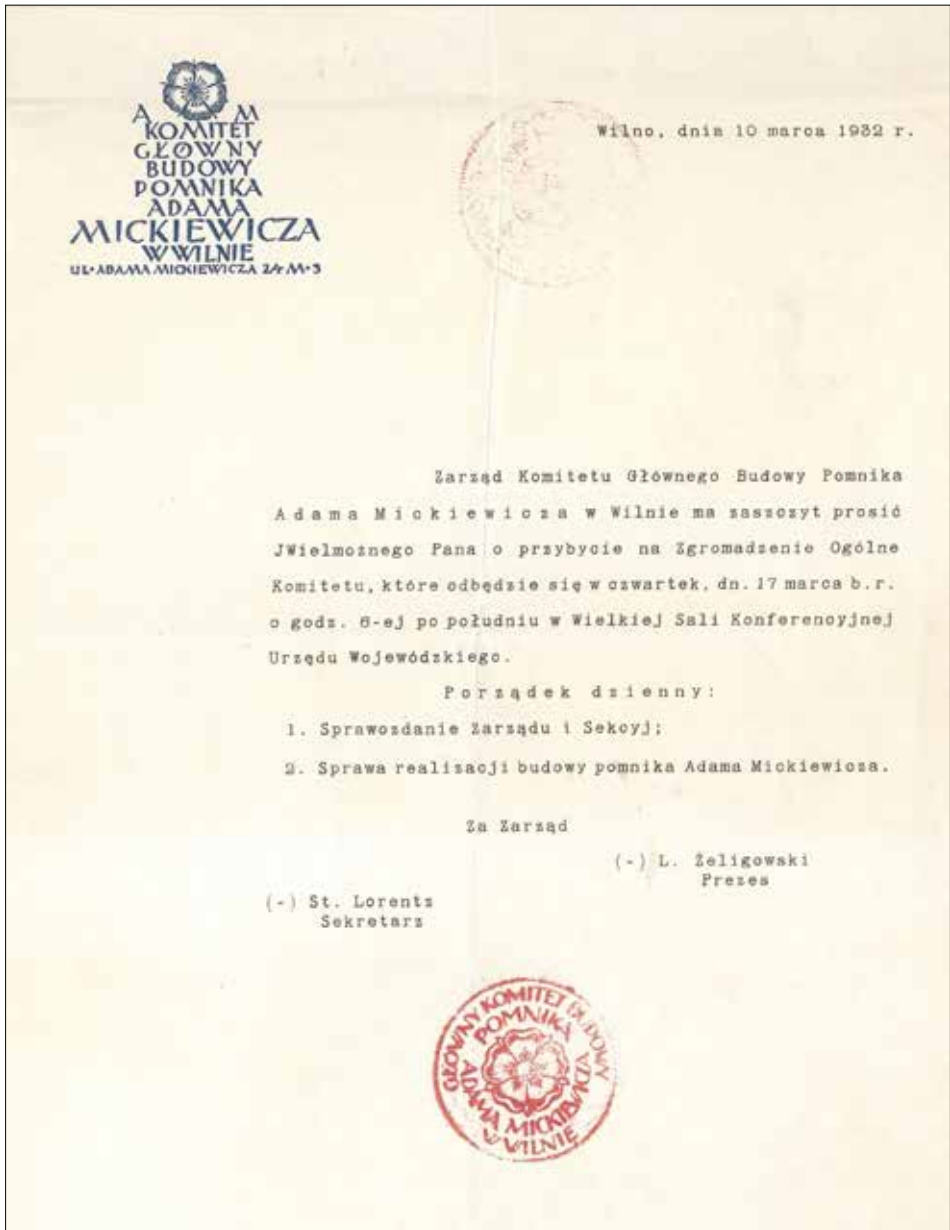 A M
KOMITET
GŁÓWNY
BUDOWY
POMNIKA
ADAMA
MICKIEWICZA
W WILNIE
UL·ADAMA MICKIEWICZA 24 M·3
Wilno, dnia 10 marca 1932 r.
Zarząd Komitetu Głównego Budowy Pomnika
Adama Mickiewicza w Wilnie ma zaszczyt prosić
JWielmożnego Pana o przybycie na Zgromadzenie Ogólne
Komitetu, które odbędzie się w czwartek, dn. 17 marca b.r.
o godz. 6-ej po południu w Wielkiej Sali Konferencyjnej
Urzędu Wojewódzkiego.
Porządek dzienny:
1. Sprawozdanie Zarządu i Sekcyj;
2. Sprawa realizacji budowy pomnika Adama Mickiewicza.
Za Zarząd
(-) L. Żeligowski
Prezes
(-) St. Lorentz
Sekretarz
GŁÓWNY KOMITET BUDOWY
POMNIKA
ADAMA MICKIEWICZA
W WILNIE